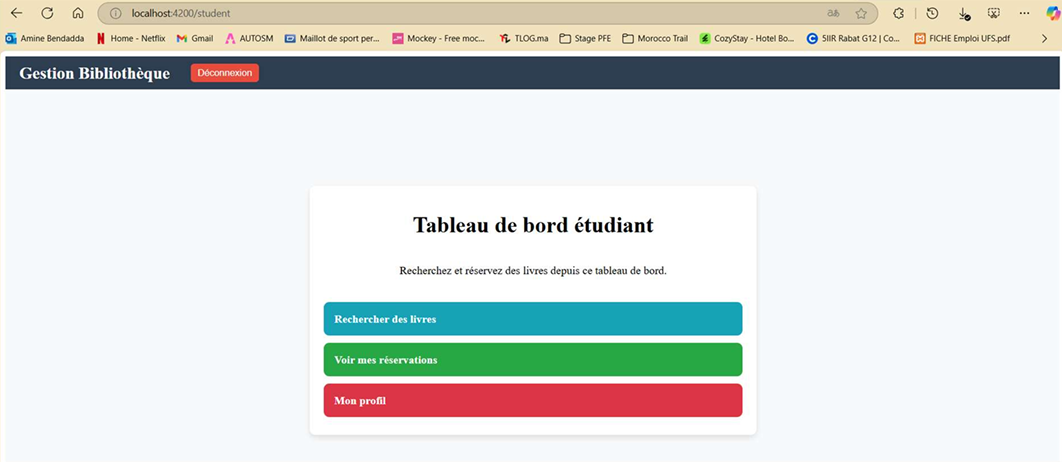 localhost:4200/student
Amine Bendadda Home - Netflix Gmail AUTOSM Maillot de sport per... Mockey - Free moc... TLOG.ma Stage PFE Morocco Trail CozyStay - Hotel Bo... 5IIR Rabat G12 | Co... FICHE Emploi UFS.pdf
Gestion Bibliothèque Déconnexion
Tableau de bord étudiant
Recherchez et réservez des livres depuis ce tableau de bord.
Rechercher des livres
Voir mes réservations
Mon profil